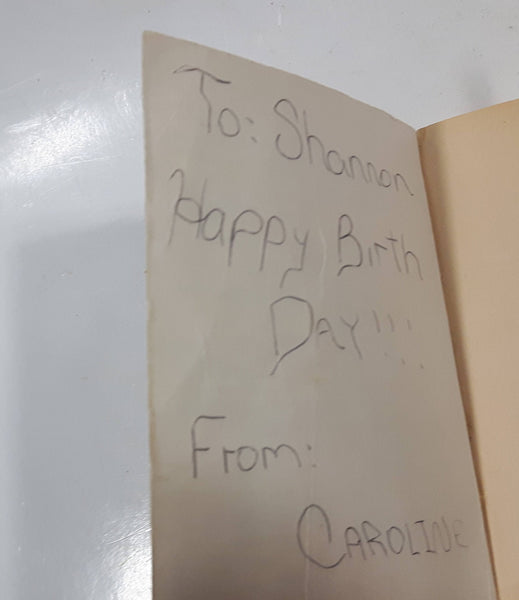 To: Shannon
Happy Birth
DAY!!!
From:
CAROLINE